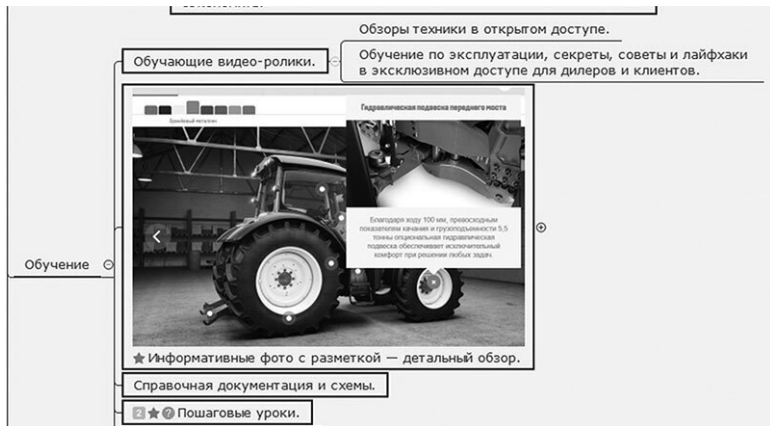 Обзоры техники в открытом доступе.
Обучающие видео-ролики.
Обучение по эксплуатации, секреты, советы и лайфхаки
в эксклюзивном доступе для дилеров и клиентов.
Гидравлическая подвеска переднего моста
Благодаря ходу 100 мм, превосходным
показателям качания и грузоподъемности 5,5
тонны опциональная гидравлическая
подвеска обеспечивает исключительный
комфорт при решении любых задач.
Обучение
Информативные фото с разметкой — детальный обзор.
Справочная документация и схемы.
2 ? Пошаговые уроки.